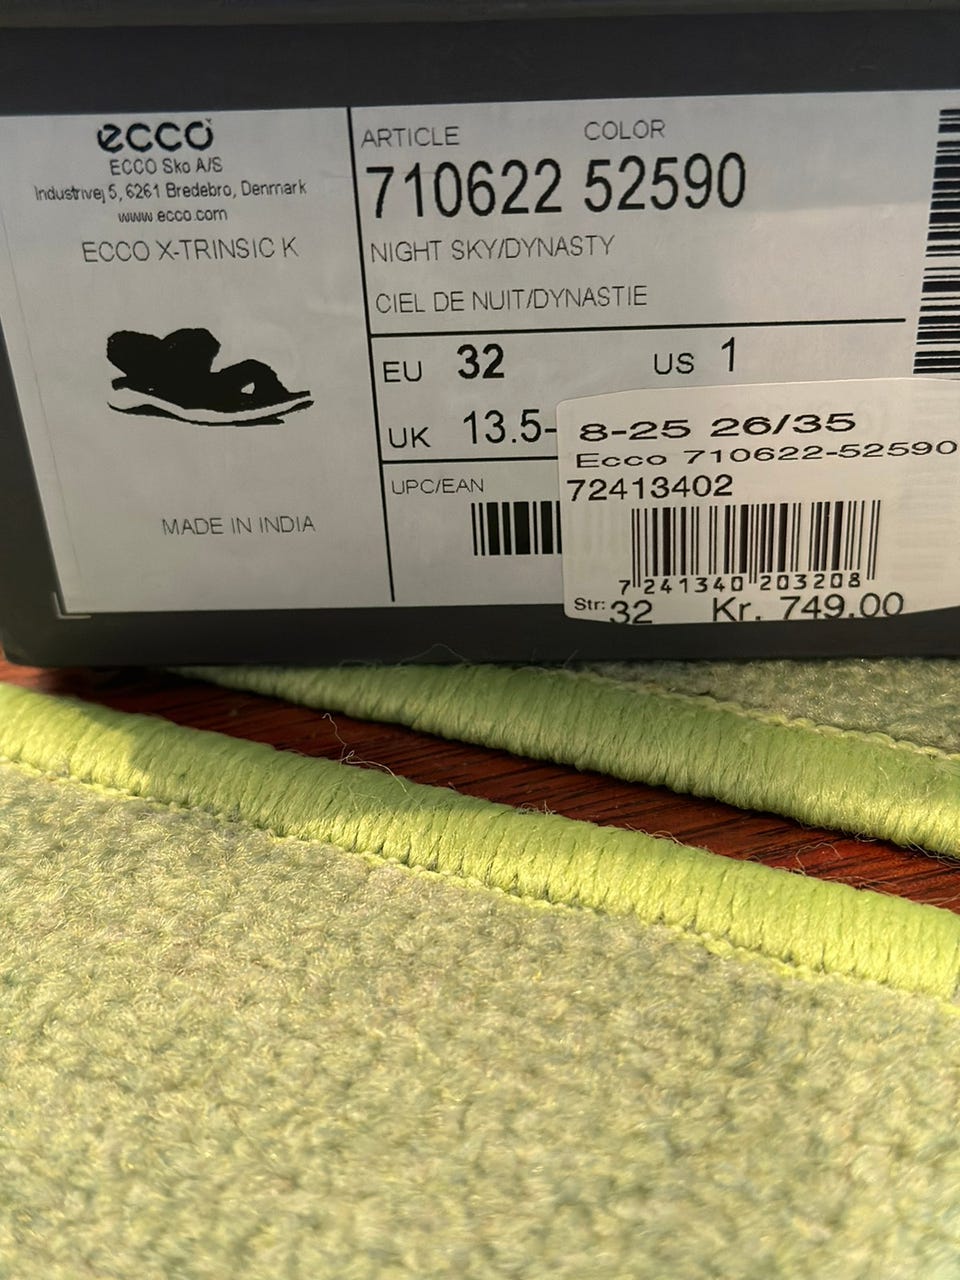 ecco
ECCO Sko A/S
Industrivej 5, 6261 Bredebro, Denmark
www.ecco.com
ECCO X-TRINSIC K
MADE IN INDIA
ARTICLE COLOR
710622 52590
NIGHT SKY/DYNASTY
CIEL DE NUIT/DYNASTIE
EU 32 US 1
UK 13.5-
UPC/EAN
8-25 26/35
Ecco 710622-52590
72413402
7 241340 203208
Str: 32 Kr. 749.00